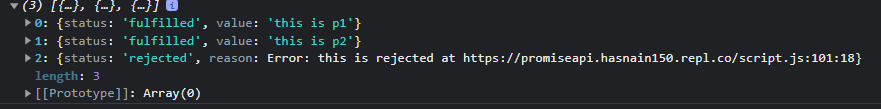 (3) [{…}, {…}, {…}] i
0: {status: 'fulfilled', value: 'this is p1'}
1: {status: 'fulfilled', value: 'this is p2'}
2: {status: 'rejected', reason: Error: this is rejected at https://promiseapi.hasnain150.repl.co/script.js:101:18}
length: 3
[[Prototype]]: Array(0)